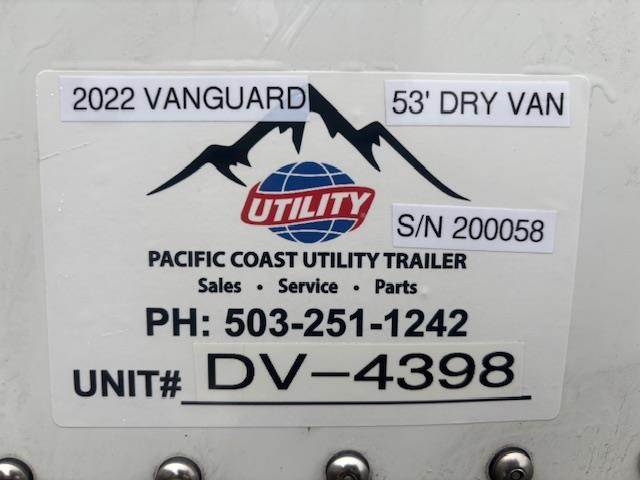 2022 VANGUARD
53' DRY VAN
UTILITY
S/N 200058
PACIFIC COAST UTILITY TRAILER
Sales • Service • Parts
PH: 503-251-1242
UNIT# DV-4398